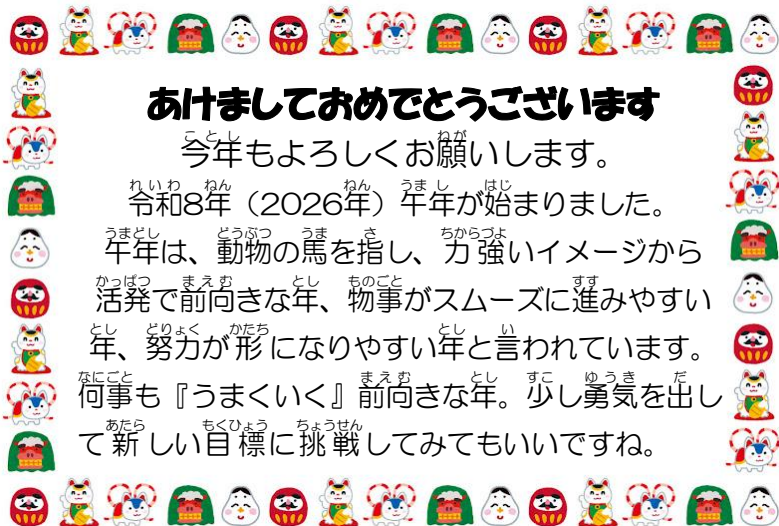 あけましておめでとうございます
今年もよろしくお願いします。
令和8年（2026年）午年が始まりました。
午年は、動物の馬を指し、力強いイメージから
活発で前向きな年、物事がスムーズに進みやすい
年、努力が形になりやすい年と言われています。
何事も『うまくいく』前向きな年。少し勇気を出し
て新しい目標に挑戦してみてもいいですね。